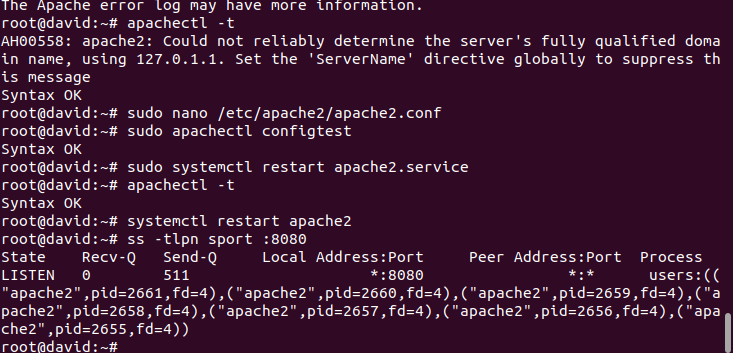 The Apache error log may have more information.
root@david:~# apachectl -t
AH00558: apache2: Could not reliably determine the server's fully qualified doma
in name, using 127.0.1.1. Set the 'ServerName' directive globally to suppress th
is message
Syntax OK
root@david:~# sudo nano /etc/apache2/apache2.conf
root@david:~# sudo apachectl configtest
Syntax OK
root@david:~# sudo systemctl restart apache2.service
root@david:~# apachectl -t
Syntax OK
root@david:~# systemctl restart apache2
root@david:~# ss -tlpn sport :8080
State    Recv-Q   Send-Q     Local Address:Port     Peer Address:Port  Process
LISTEN   0        511                    *:8080                *:*      users:((
"apache2",pid=2661,fd=4),("apache2",pid=2660,fd=4),("apache2",pid=2659,fd=4),("a
pache2",pid=2658,fd=4),("apache2",pid=2657,fd=4),("apache2",pid=2656,fd=4),("apa
che2",pid=2655,fd=4))
root@david:~#